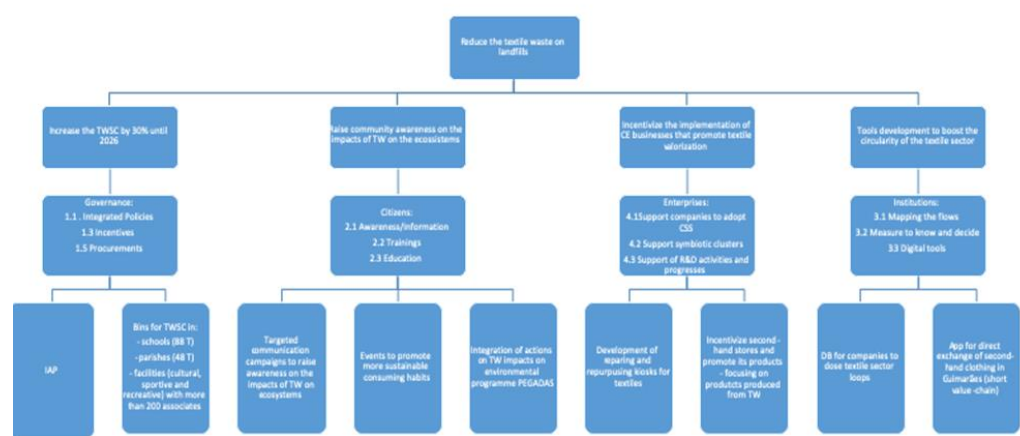 Reduce the textile waste on
landfills
Increase the TWSC by 30% until
2026
Raise community awareness on the
impacts of TW on the ecosystems
Incentivize the implementation of
CE businesses that promote textile
valorization
Tools development to boost the
circularity of the textile sector
Governance:
1.1 . Integrated Policies
1.3 Incentives
1.5 Procurements
Citizens:
2.1 Awareness/information
2.2 Trainings
2.3 Education
Enterprises:
4.1Support companies to adopt
CSS
4.2 Support symbiotic clusters
4.3 Support of R&D activities and
progresses
Institutions:
3.1 Mapping the flows
3.2 Measure to know and decide
33 Digital tools
IAP
Bins for TWSC in:
- schools (88 T)
- parishes (48 T)
- facilities (cultural,
sportive and
recreative) with more
than 200 associates
Targeted
communication
campaigns to raise
awareness on the
impacts of TW on
ecosystems
Events to promote
more sustainable
consuming habits
Integration of actions
on TW impacts on
environmental
programme PEGADAS
Development of
reparing and
repurpusing kiosks for
textiles
Incentivize second -
hand stores and
promote its products
- focusing on
produtcts produced
from TW
DB for companies to
dose textile sector
loops
App for direct
exchange of second-
hand clothing in
Guimarães (short
value -chain)